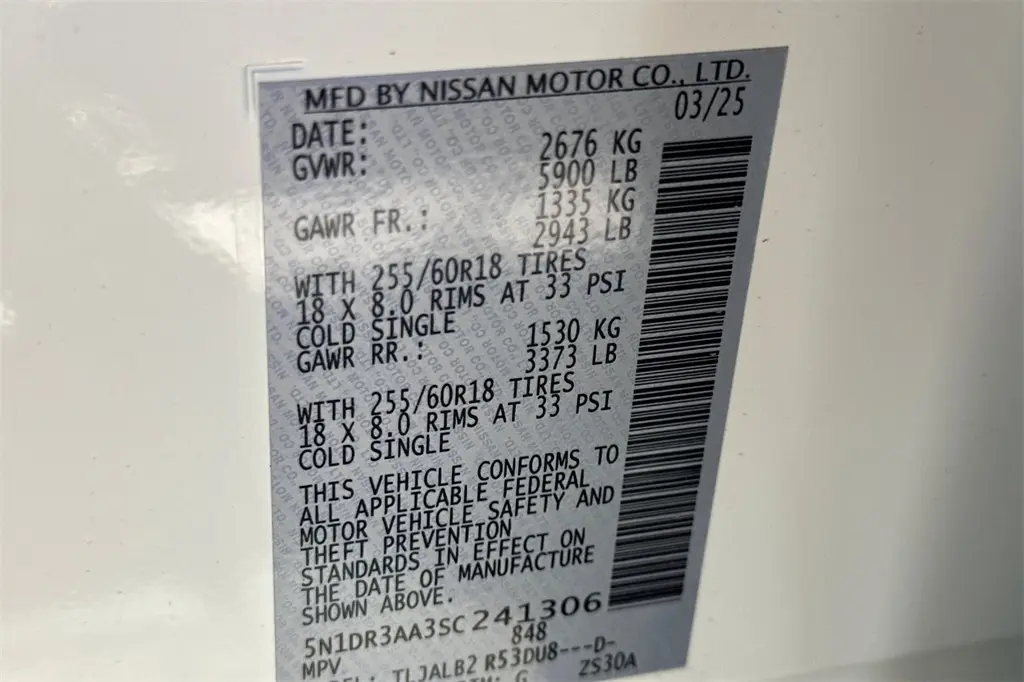 MFD BY NISSAN MOTOR CO., LTD.
DATE: 03/25
GVWR: 2676 KG
5900 LB
GAWR FR.: 1335 KG
2943 LB
WITH 255/60R18 TIRES
18 X 8.0 RIMS AT 33 PSI
COLD SINGLE
GAWR RR.: 1530 KG
3373 LB
WITH 255/60R18 TIRES
18 X 8.0 RIMS AT 33 PSI
COLD SINGLE
THIS VEHICLE CONFORMS TO
ALL APPLICABLE FEDERAL
MOTOR VEHICLE SAFETY AND
THEFT PREVENTION
STANDARDS IN EFFECT ON
THE DATE OF MANUFACTURE
SHOWN ABOVE.
5N1DR3AA3SC241306
MPV 848
TLJALB2 R53DU8---D-
ZS30A